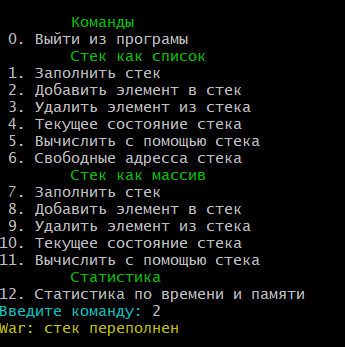 Команды
0. Выйти из програмы
Стек как список
1. Заполнить стек
2. Добавить элемент в стек
3. Удалить элемент из стека
4. Текущее состояние стека
5. Вычислить с помощью стека
6. Свободные адресса стека
Стек как массив
7. Заполнить стек
8. Добавить элемент в стек
9. Удалить элемент из стека
10. Текущее состояние стека
11. Вычислить с помощью стека
Статистика
12. Статистика по времени и памяти
Введите команду: 2
War: стек переполнен